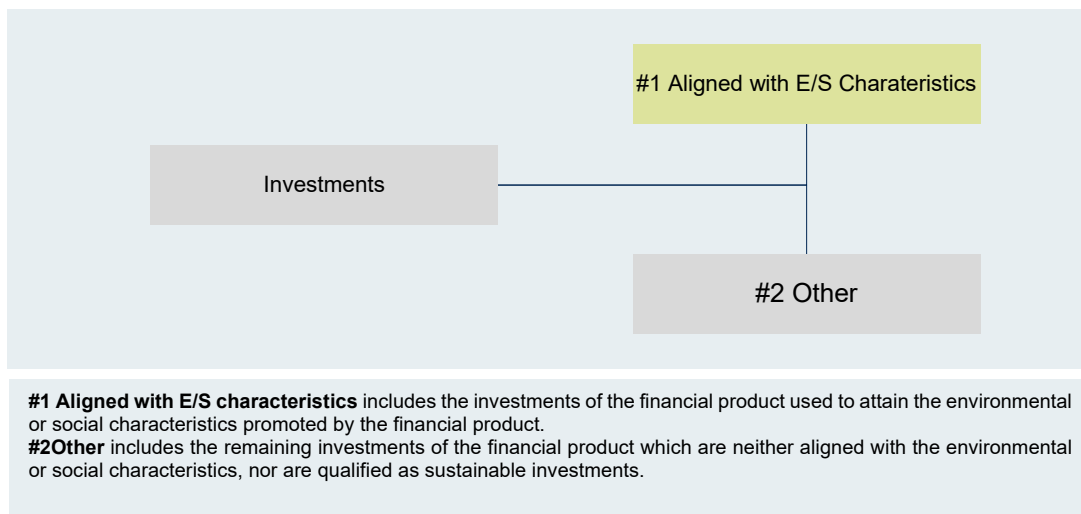 #1 Aligned with E/S Charateristics
Investments
#2 Other
#1 Aligned with E/S characteristics includes the investments of the financial product used to attain the environmental
or social characteristics promoted by the financial product.
#2Other includes the remaining investments of the financial product which are neither aligned with the environmental
or social characteristics, nor are qualified as sustainable investments.